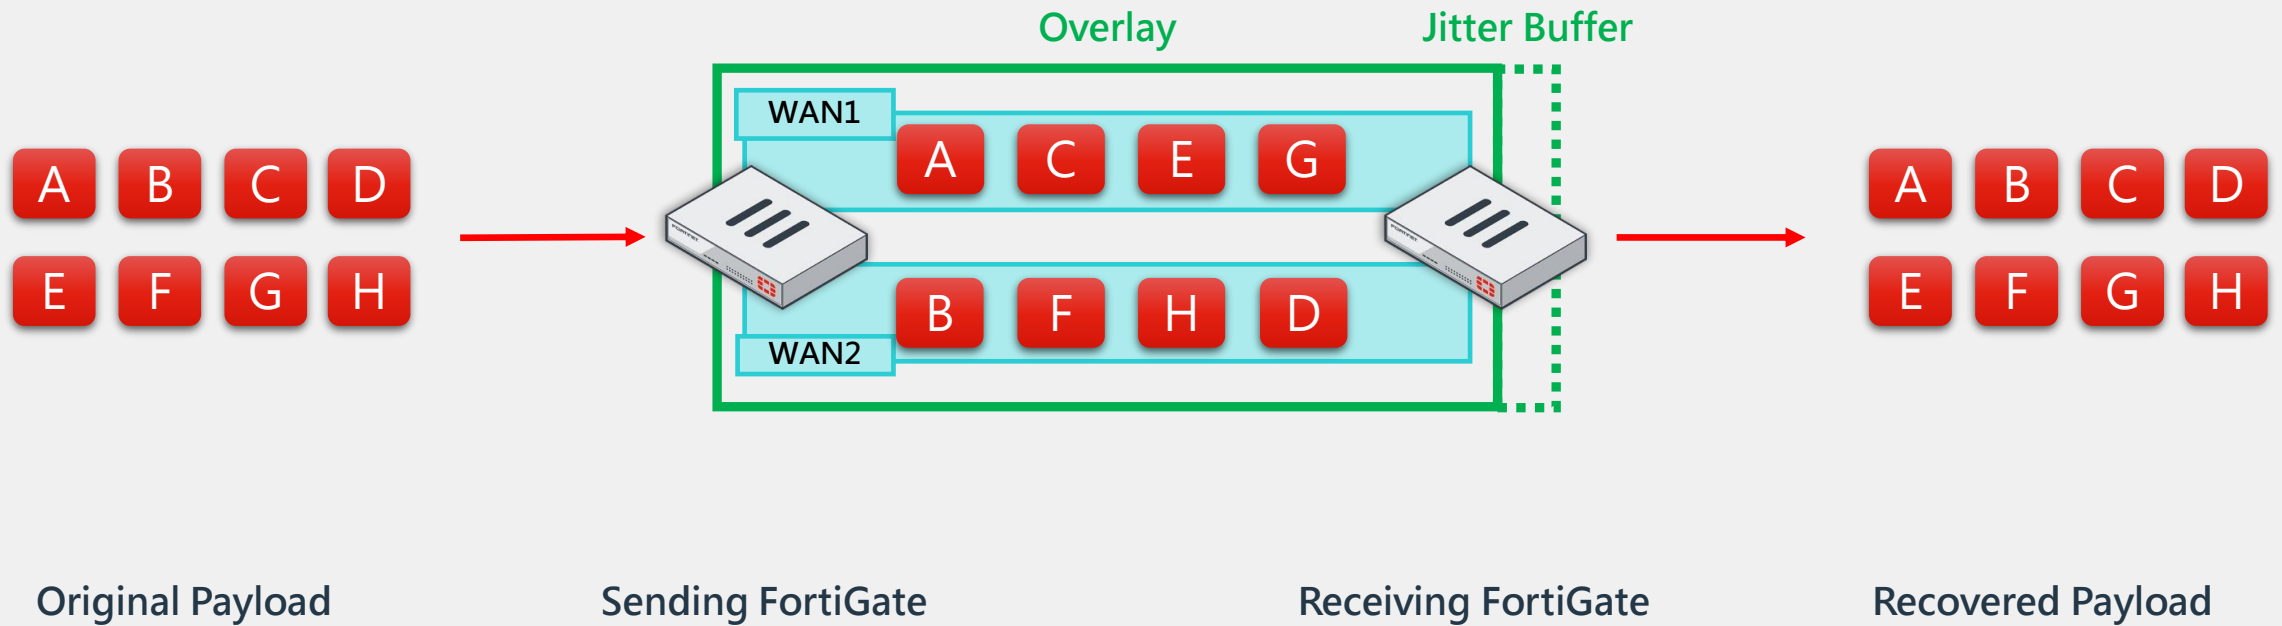 Overlay
Jitter Buffer
WAN1
A C E G
A B C D
E F G H
B F H D
WAN2
A B C D
E F G H
Original Payload
Sending FortiGate
Receiving FortiGate
Recovered Payload